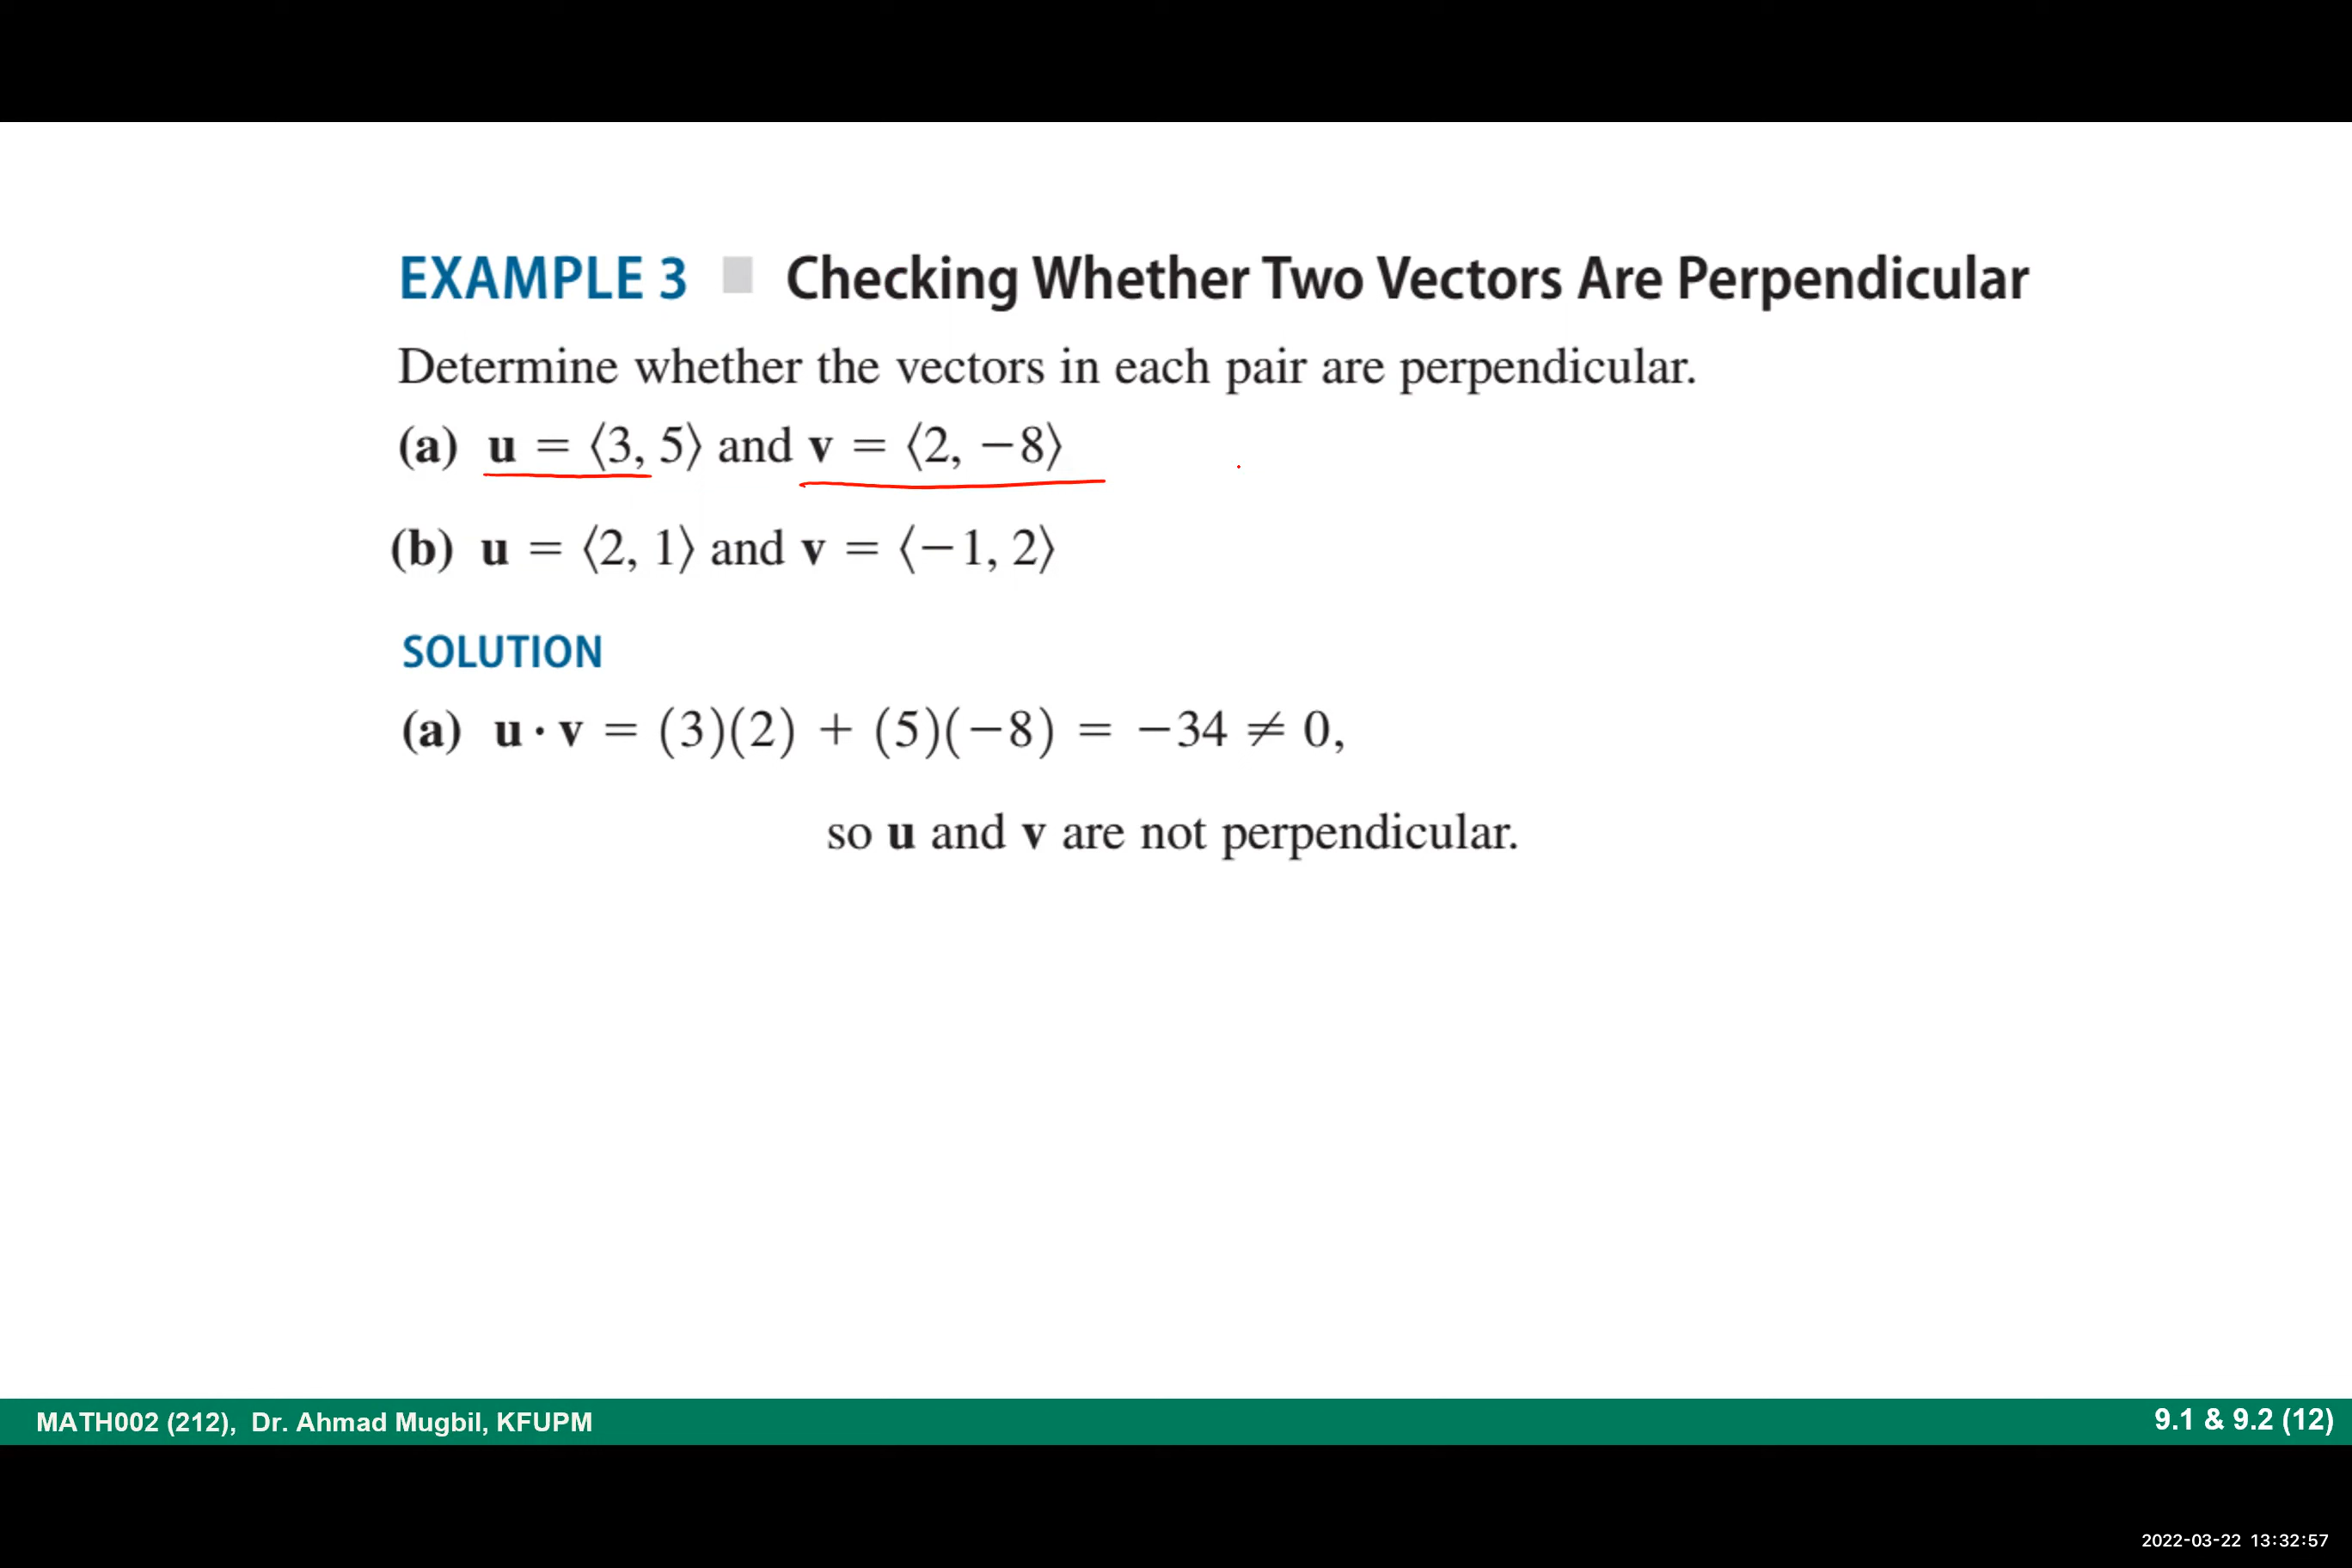 EXAMPLE 3 ■ Checking Whether Two Vectors Are Perpendicular
Determine whether the vectors in each pair are perpendicular.
(a) u = ⟨3, 5⟩ and v = ⟨2, −8⟩
(b) u = ⟨2, 1⟩ and v = ⟨−1, 2⟩
SOLUTION
(a) u · v = (3)(2) + (5)(−8) = −34 ≠ 0,
so u and v are not perpendicular.
MATH002 (212), Dr. Ahmad Mugbil, KFUPM
9.1 & 9.2 (12)
2022-03-22 13:32:57